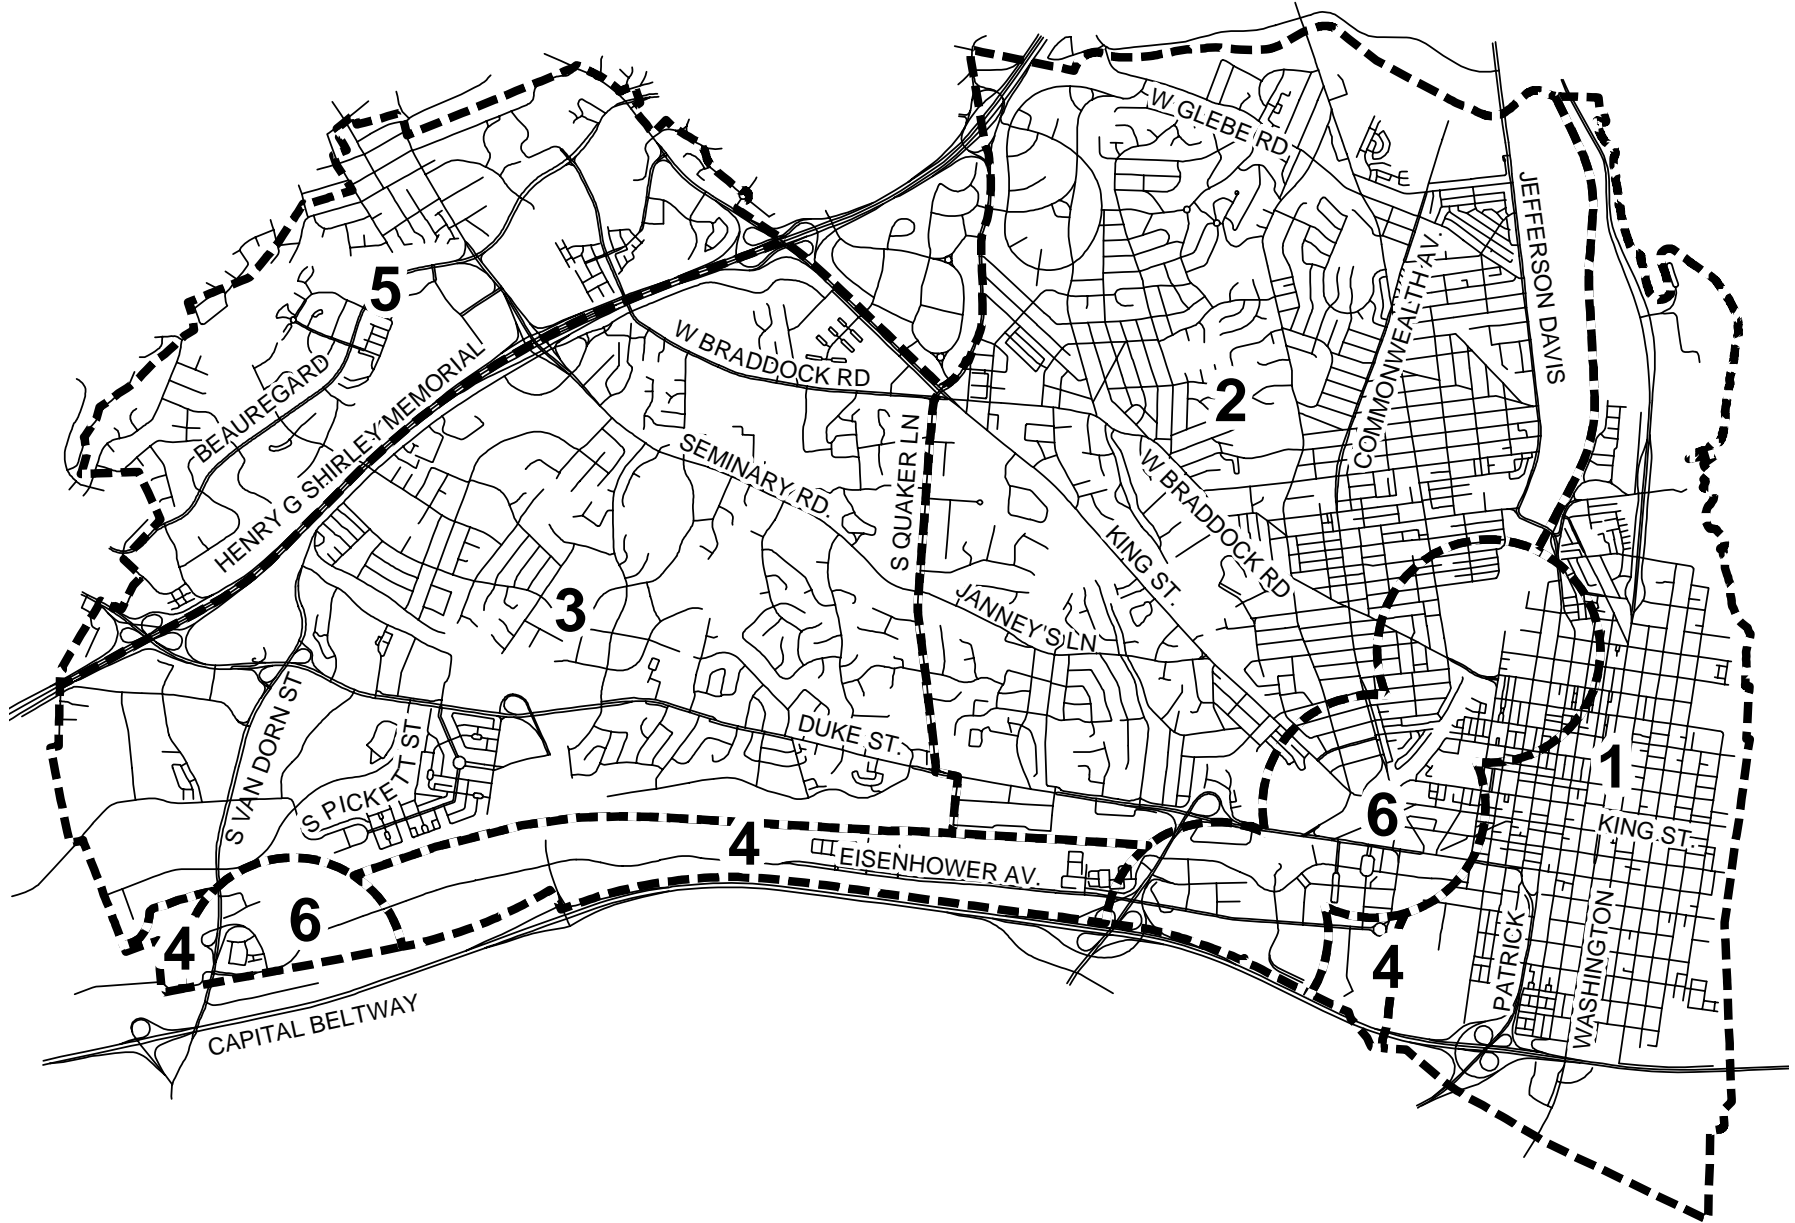 W GLEBE RD
JEFFERSON DAVIS
COMMONWEALTH AV.
5
HENRY G SHIRLEY MEMORIAL
BEAUREGARD
W BRADDOCK RD
2
S QUAKER LN
SEMINARY RD.
W BRADDOCK RD
KING ST.
3
JANNEY'S LN
S VAN DORN ST
S PICKETT ST
DUKE ST.
1
KING ST.
6
4
EISENHOWER AV.
6
4
4
PATRICK
WASHINGTON
CAPITAL BELTWAY